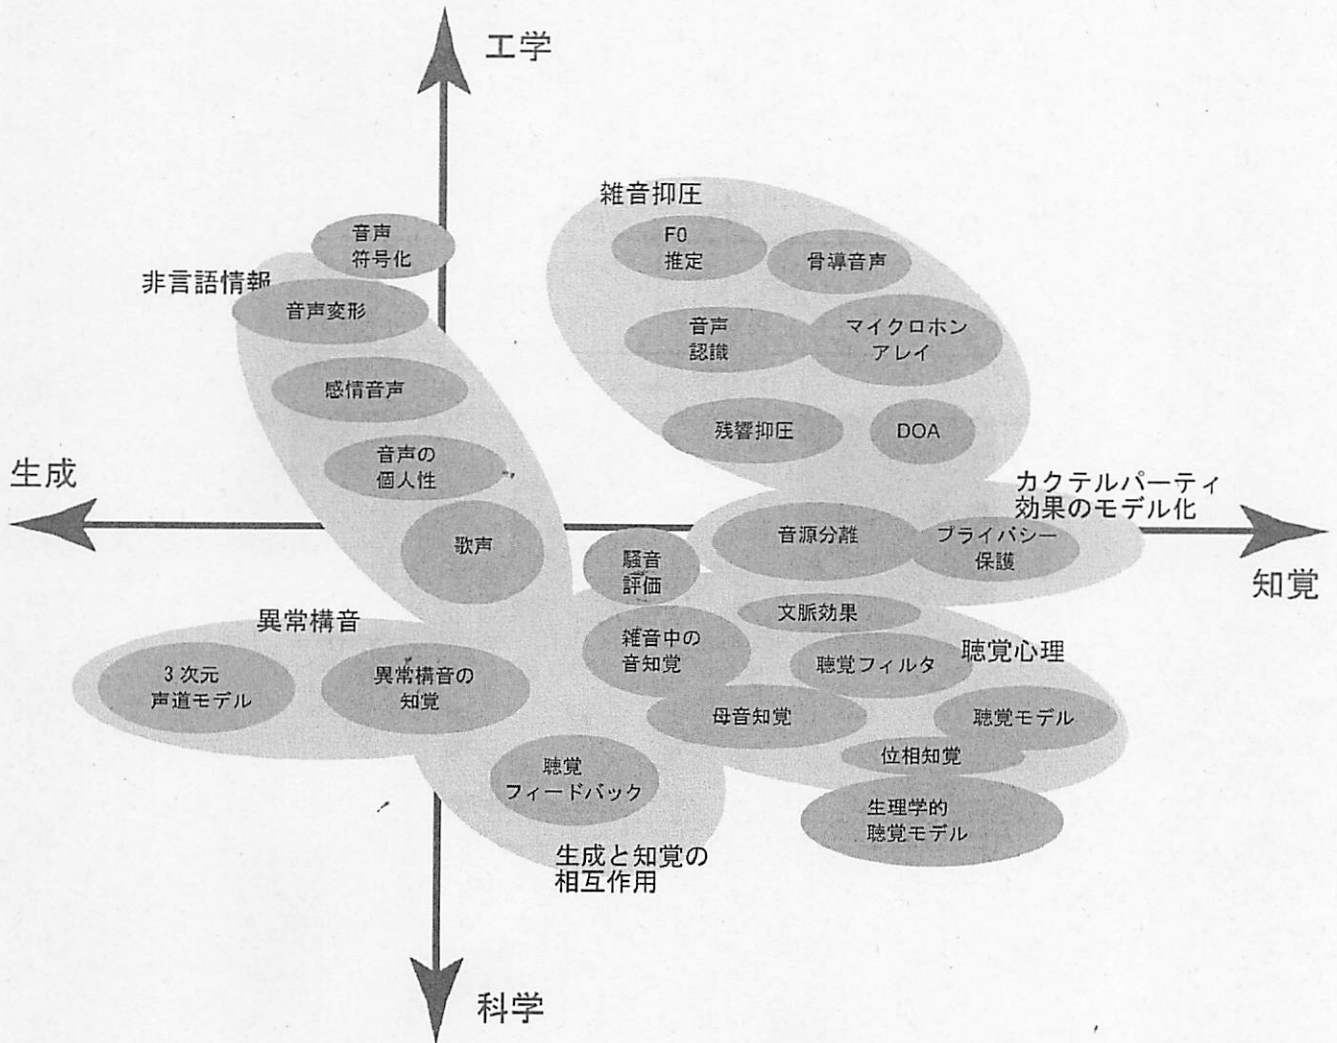 工学
雑音抑圧
音声
符号化
F0
推定
骨導音声
非言語情報
音声変形
音声
認識
マイクロホン
アレイ
感情音声
残響抑圧
DOA
音声の
個人性
生成
カクテルパーティ
効果のモデル化
歌声
騒音
評価
音源分離
プライバシー
保護
知覚
異常構音
文脈効果
雑音中の
音知覚
聴覚フィルタ
聴覚心理
3次元
声道モデル
異常構音の
知覚
母音知覚
聴覚モデル
位相知覚
聴覚
フィードバック
生理学的
聴覚モデル
生成と知覚の
相互作用
科学